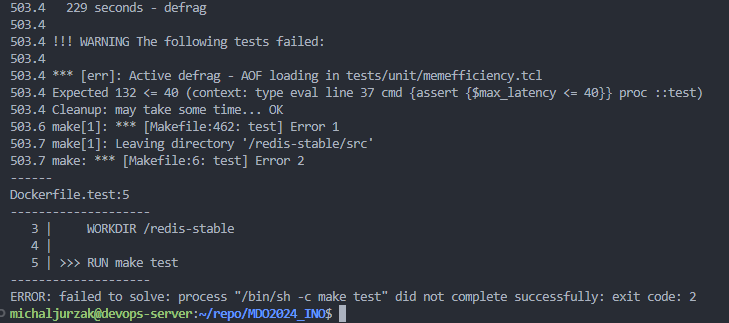 503.4   229 seconds - defrag
503.4
503.4 !!! WARNING The following tests failed:
503.4
503.4 *** [err]: Active defrag - AOF loading in tests/unit/memefficiency.tcl
503.4 Expected 132 <= 40 (context: type eval line 37 cmd {assert {$max_latency <= 40}} proc ::test)
503.4 Cleanup: may take some time... OK
503.6 make[1]: *** [Makefile:462: test] Error 1
503.7 make[1]: Leaving directory '/redis-stable/src'
503.7 make: *** [Makefile:6: test] Error 2
------
Dockerfile.test:5
--------------------
   3 |     WORKDIR /redis-stable
   4 |
   5 | >>> RUN make test
--------------------
ERROR: failed to solve: process "/bin/sh -c make test" did not complete successfully: exit code: 2
michaljurzak@devops-server:~/repo/MDO2024_INO$